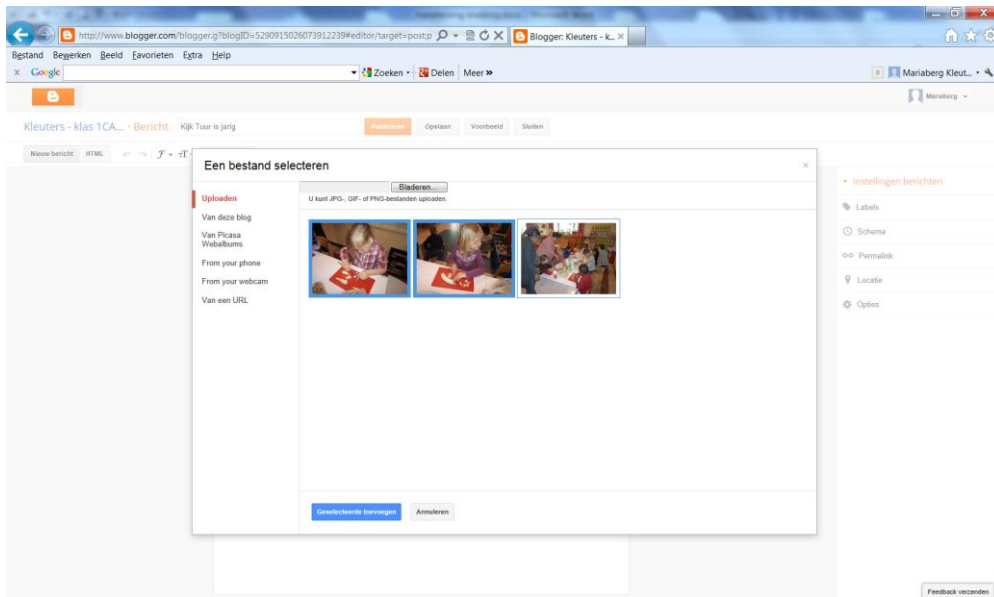 http://www.blogger.com/blogger.g?blogID=5290915026073912239#editor/target=post;p
Blogger: Kleuters - k...
Bestand Bewerken Beeld Favorieten Extra Help
Google Zoeken Delen Meer »
0 Mariaberg Kleut...
Mariaberg
Kleuters - klas 1CA... · Bericht Kijk Tuur is jarig Publiceren Opslaan Voorbeeld Sluiten
Nieuw bericht HTML
Een bestand selecteren
Instellingen berichten
Uploaden
Bladeren...
U kunt JPG-, GIF- of PNG-bestanden uploaden.
Van deze blog
Van Picasa
Webalbums
From your phone
From your webcam
Van een URL
Labels
Schema
Permalink
Locatie
Opties
Geselecteerde toevoegen Annuleren
Feedback verzenden